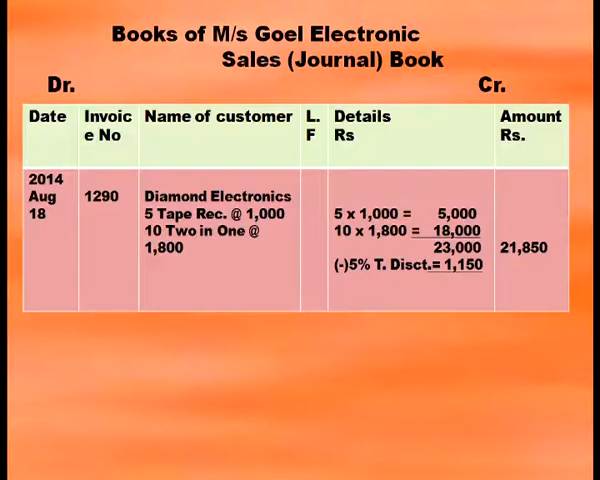 Books of M/s Goel Electronic
Sales (Journal) Book
Dr. Cr.
Date Invoic Name of customer L. Details Amount
e No F Rs Rs.
2014
Aug 1290 Diamond Electronics
18 5 Tape Rec. @ 1,000 5 x 1,000 = 5,000
10 Two in One @ 10 x 1,800 = 18,000
1,800 23,000 21,850
(-)5% T. Disct.= 1,150